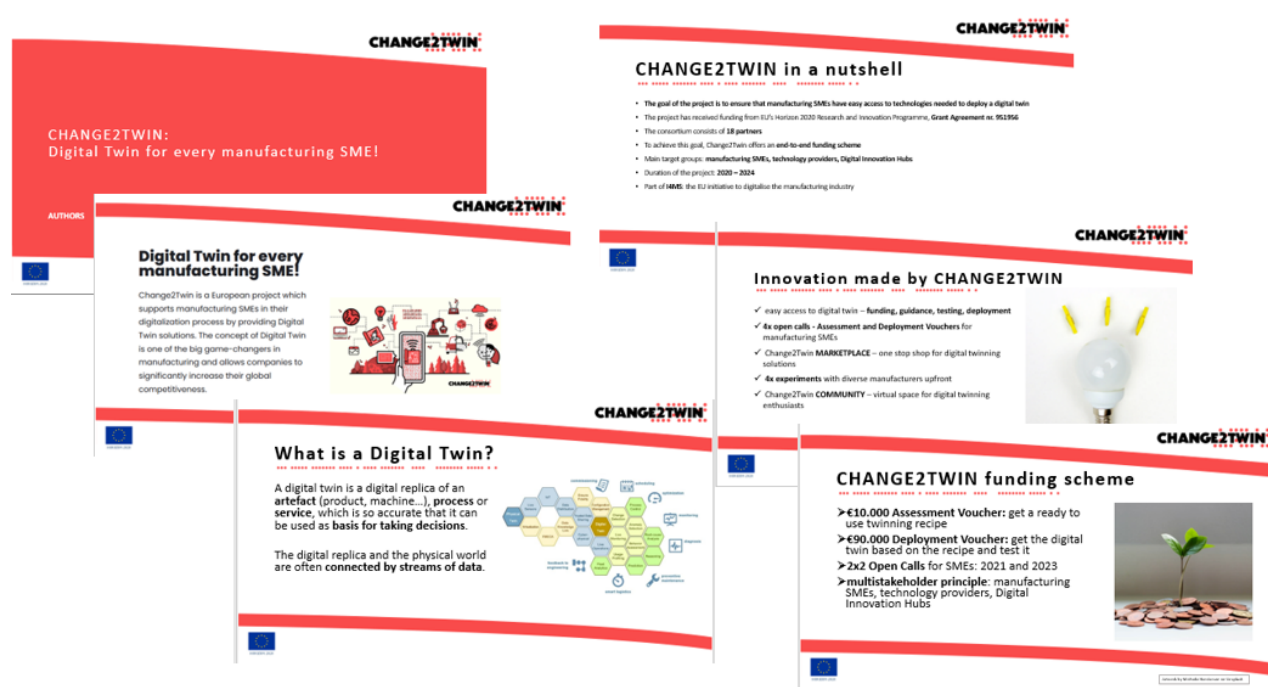 CHANGE2TWIN
CHANGE2TWIN:
Digital Twin for every manufacturing SME!
AUTHORS
CHANGE2TWIN
CHANGE2TWIN in a nutshell
• The goal of the project is to ensure that manufacturing SMEs have easy access to technologies needed to deploy a digital twin
• The project has received funding from EU's Horizon 2020 Research and Innovation Programme, Grant Agreement nr. 951956
• The consortium consists of 18 partners
• To achieve this goal, Change2Twin offers an end-to-end funding scheme
• Main target groups: manufacturing SMEs, technology providers, Digital Innovation Hubs
• Duration of the project: 2020 – 2024
• Part of I4MS: the EU initiative to digitalise the manufacturing industry
CHANGE2TWIN
Digital Twin for every
manufacturing SME!
Change2Twin is a European project which
supports manufacturing SMEs in their
digitalization process by providing Digital
Twin solutions. The concept of Digital Twin
is one of the big game-changers in
manufacturing and allows companies to
significantly increase their global
competitiveness.
CHANGE2TWIN
CHANGE2TWIN
Innovation made by CHANGE2TWIN
✓ easy access to digital twin – funding, guidance, testing, deployment
✓ 4x open calls - Assessment and Deployment Vouchers for
manufacturing SMEs
✓ Change2Twin MARKETPLACE – one stop shop for digital twinning
solutions
✓ 4x experiments with diverse manufacturers upfront
✓ Change2Twin COMMUNITY – virtual space for digital twinning
enthusiasts
CHANGE2TWIN
What is a Digital Twin?
A digital twin is a digital replica of an
artefact (product, machine...), process or
service, which is so accurate that it can
be used as basis for taking decisions.
The digital replica and the physical world
are often connected by streams of data.
commissioning
scheduling
optimisation
monitoring
diagnosis
preventive
maintenance
smart logistics
feedback to
engineering
CHANGE2TWIN
CHANGE2TWIN funding scheme
➤€10.000 Assessment Voucher: get a ready to
use twinning recipe
➤€90.000 Deployment Voucher: get the digital
twin based on the recipe and test it
➤2x2 Open Calls for SMEs: 2021 and 2023
➤multistakeholder principle: manufacturing
SMEs, technology providers, Digital
Innovation Hubs